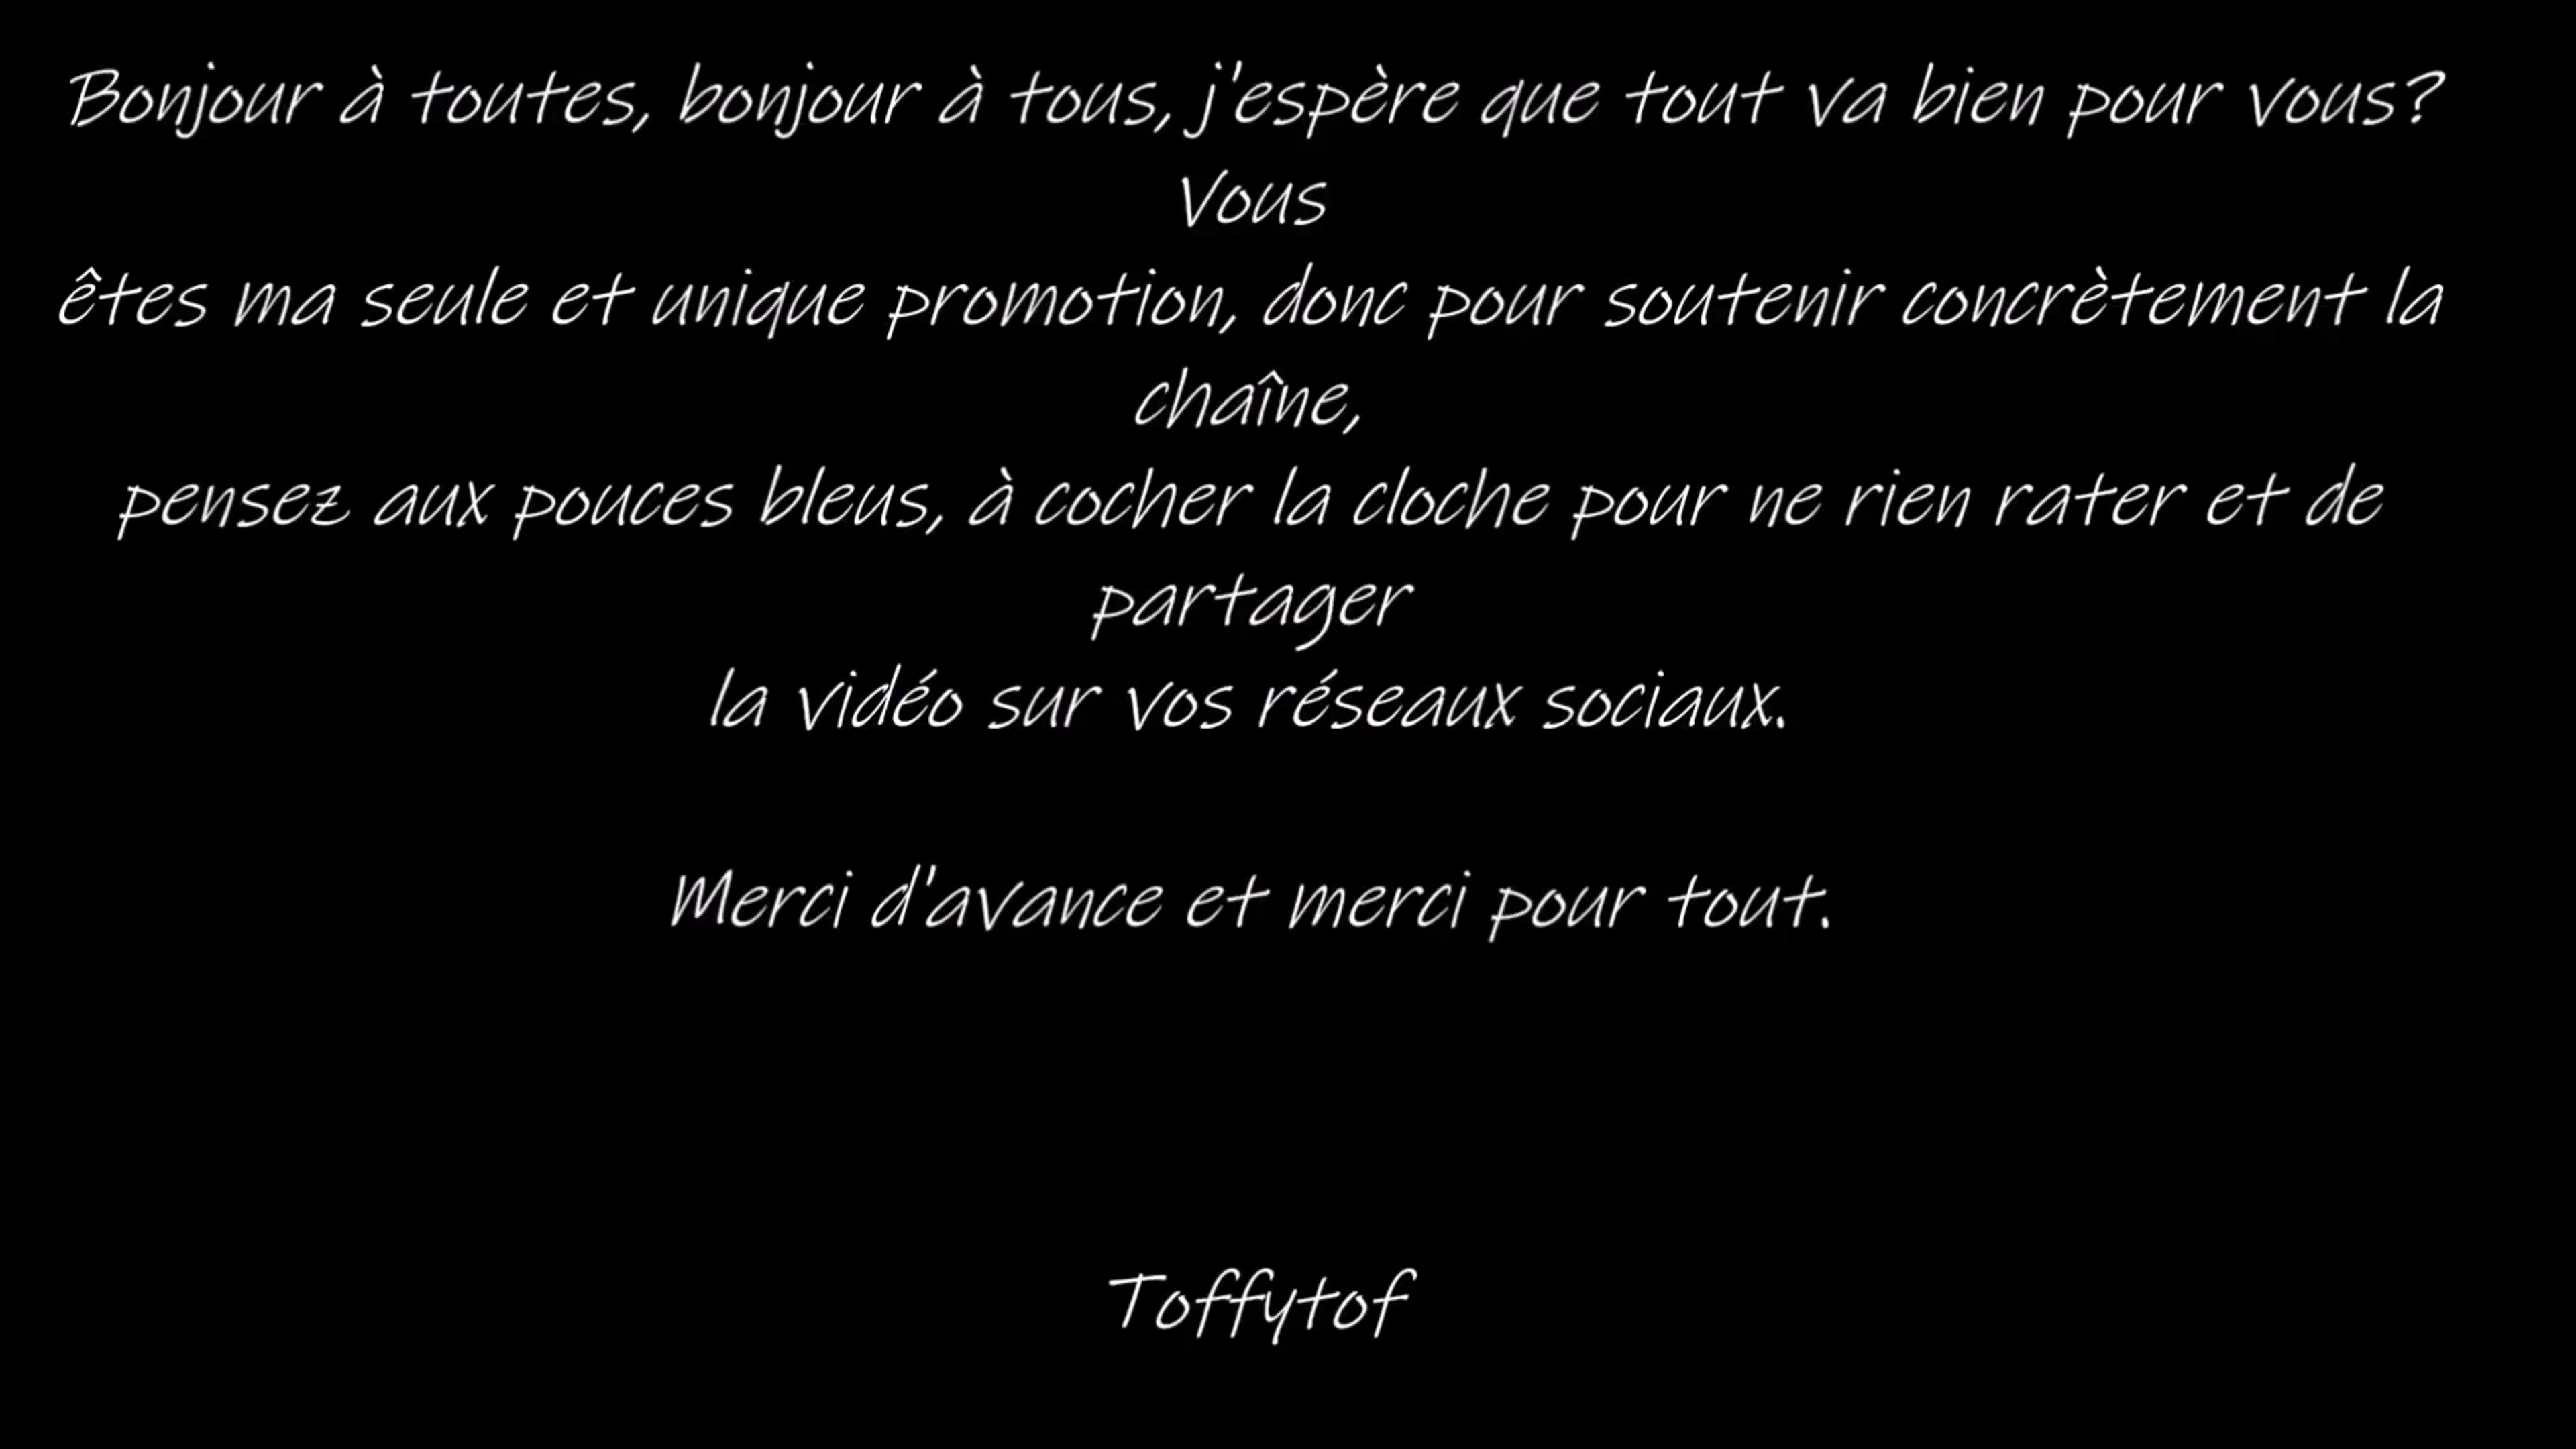 Bonjour à toutes, bonjour à tous, j'espère que tout va bien pour vous?
Vous
êtes ma seule et unique promotion, donc pour soutenir concrètement la
chaîne,
pensez aux pouces bleus, à cocher la cloche pour ne rien rater et de
partager
la vidéo sur vos réseaux sociaux.
Merci d'avance et merci pour tout.
Toffytof